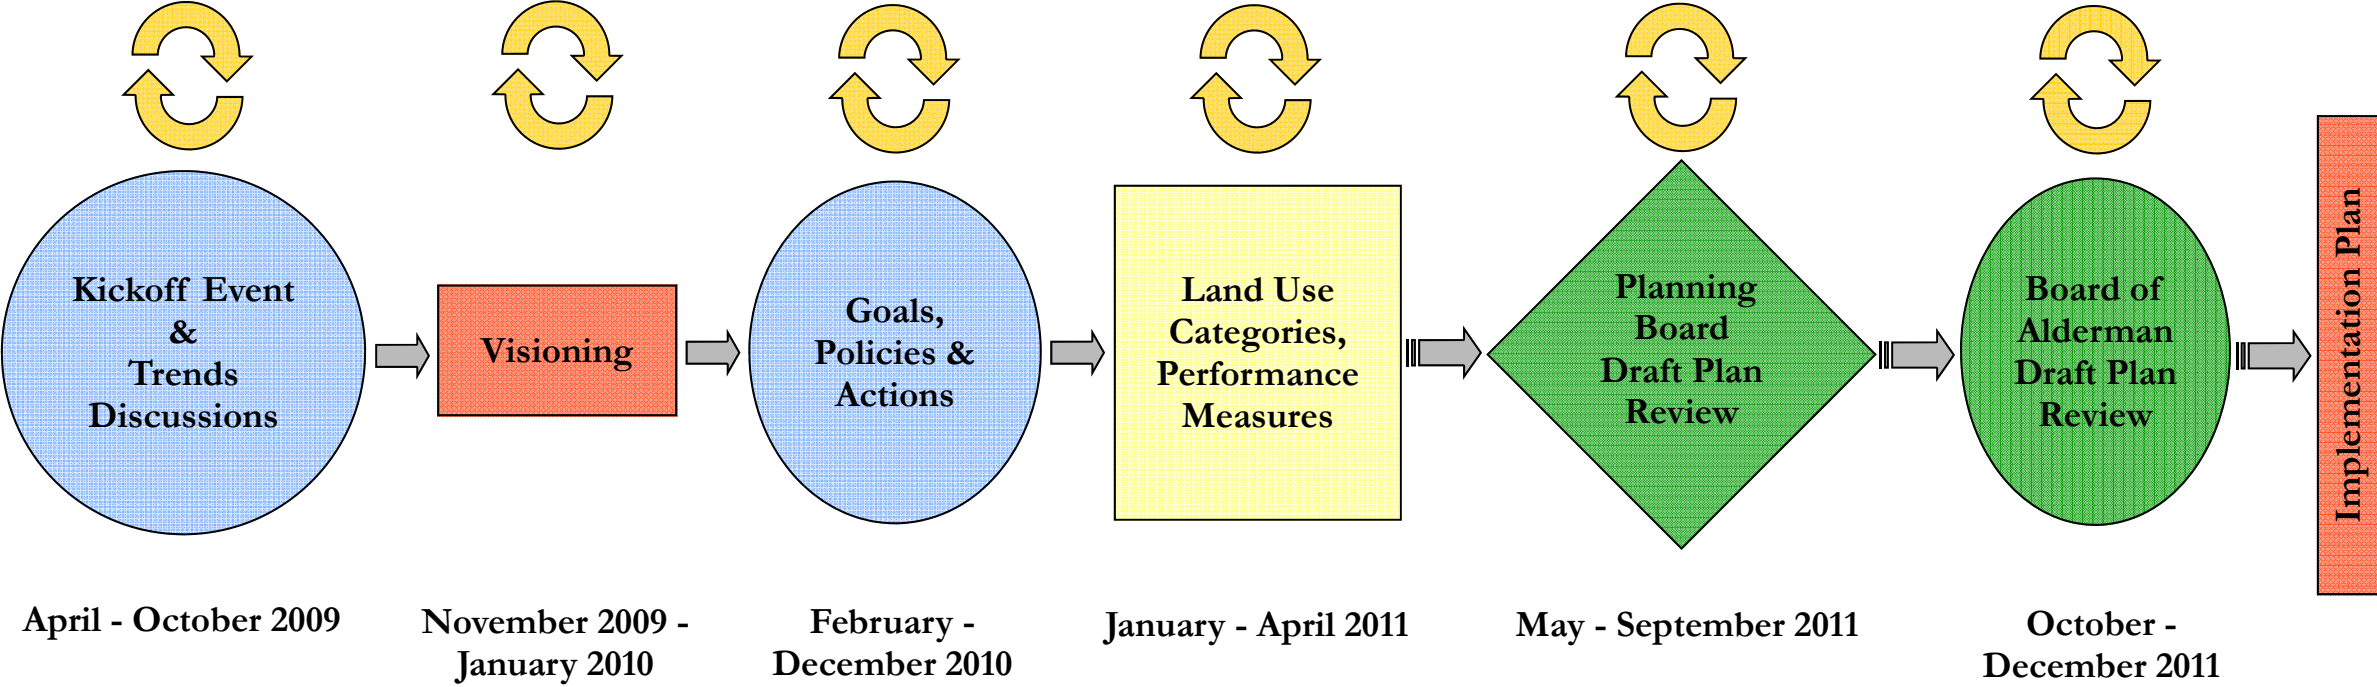 Kickoff Event
&
Trends
Discussions
Visioning
Goals,
Policies &
Actions
Land Use
Categories,
Performance
Measures
Planning
Board
Draft Plan
Review
Board of
Alderman
Draft Plan
Review
Implementation Plan
April - October 2009
November 2009 -
January 2010
February -
December 2010
January - April 2011
May - September 2011
October -
December 2011